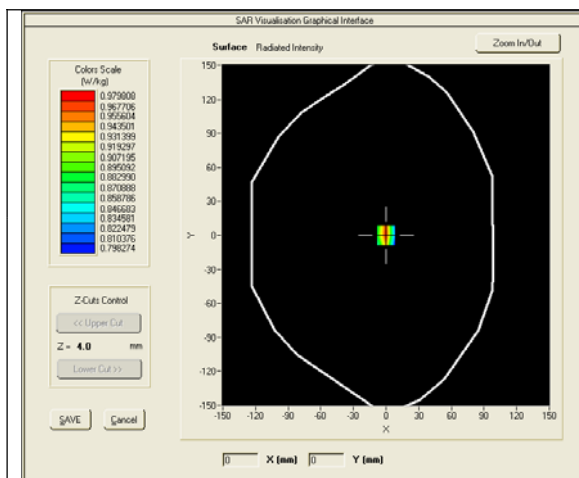 SAR Visualisation Graphical Interface
Surface Radiated Intensity
Zoom In/Out
Colors Scale
(W/kg)
0.979808
0.967706
0.955604
0.943501
0.931399
0.919297
0.907195
0.895092
0.882990
0.870888
0.858786
0.846683
0.834581
0.822479
0.810376
0.798274
Z-Cuts Control
<< Upper Cut
Z = 4.0 mm
Lower Cut >>
SAVE Cancel
150
120
90
60
30
0
-30
-60
-90
-120
-150
Y
-150 -120 -90 -60 -30 0 30 60 90 120 150
X
0 X (mm) 0 Y (mm)